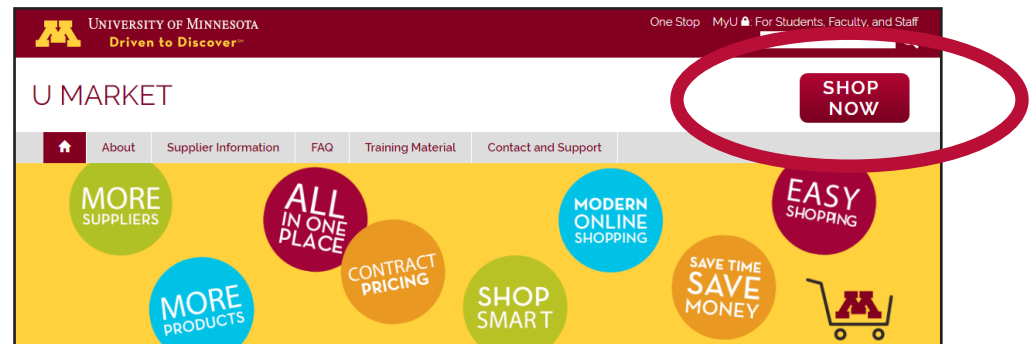 UNIVERSITY OF MINNESOTA
Driven to Discover℠
One Stop MyU : For Students, Faculty, and Staff
U MARKET
SHOP
NOW
About Supplier Information FAQ Training Material Contact and Support
MORE
SUPPLIERS
ALL
IN ONE
PLACE
MODERN
ONLINE
SHOPPING
EASY
SHOPPING
MORE
PRODUCTS
CONTRACT
PRICING
SHOP
SMART
SAVE TIME
SAVE
MONEY